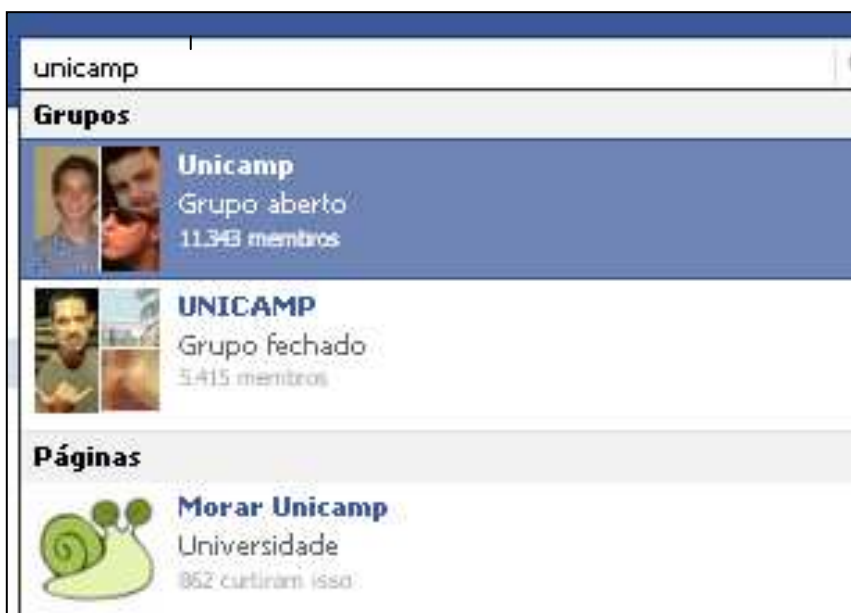 unicamp
Grupos
Unicamp
Grupo aberto
11.343 membros
UNICAMP
Grupo fechado
5.415 membros
Páginas
Morar Unicamp
Universidade
862 curtiram isso